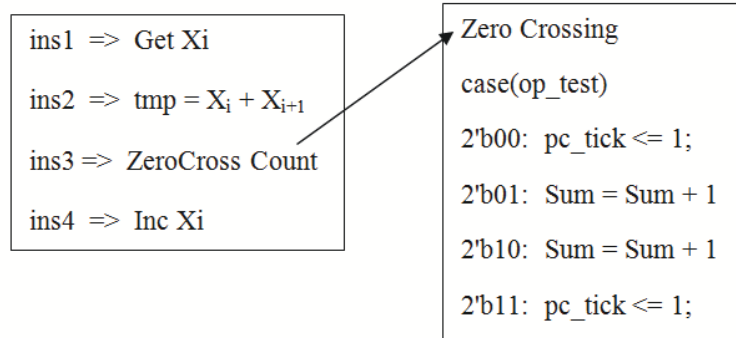 ins1 => Get Xi
ins2 => tmp = Xi + Xi+1
ins3 => ZeroCross Count
ins4 => Inc Xi
Zero Crossing
case(op_test)
2'b00: pc_tick <= 1;
2'b01: Sum = Sum + 1
2'b10: Sum = Sum + 1
2'b11: pc_tick <= 1;